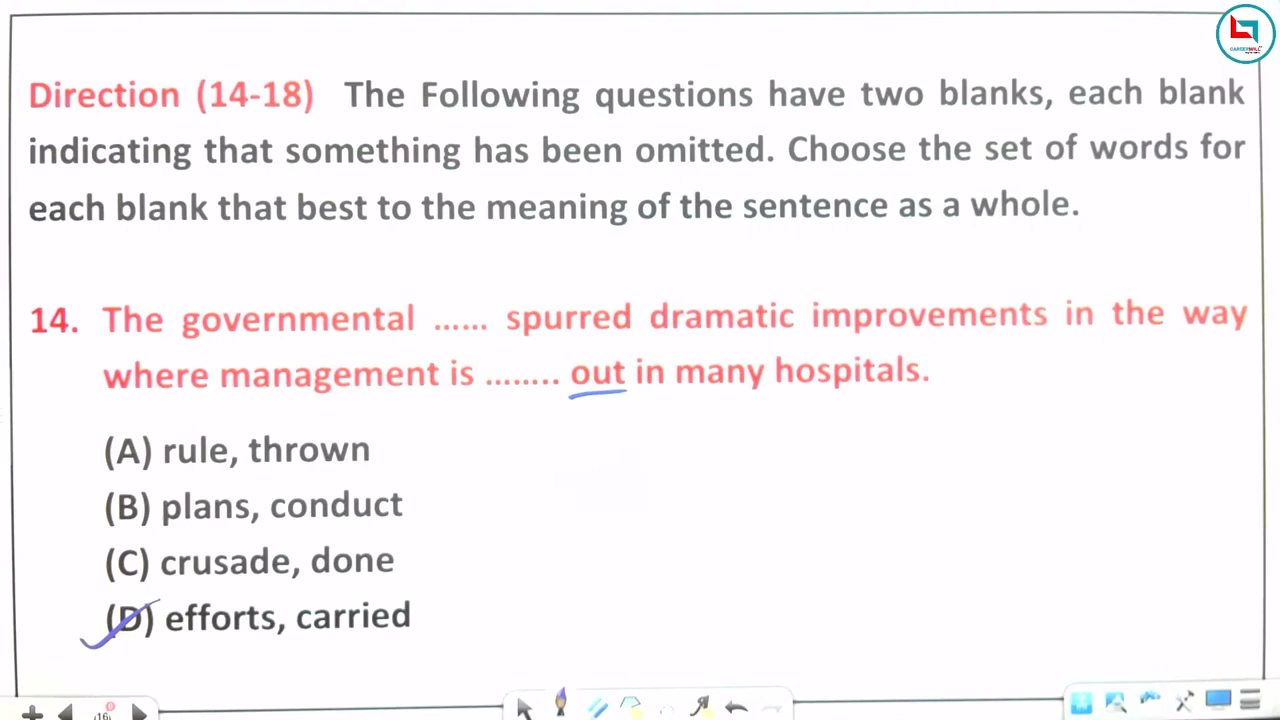 CAREERWILL
Direction (14-18) The Following questions have two blanks, each blank
indicating that something has been omitted. Choose the set of words for
each blank that best to the meaning of the sentence as a whole.
14. The governmental ...... spurred dramatic improvements in the way
where management is ........ out in many hospitals.
(A) rule, thrown
(B) plans, conduct
(C) crusade, done
(D) efforts, carried
16